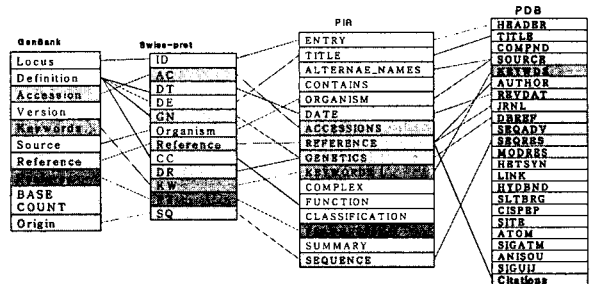 GenBank
Locus
Definition
Accession
Version
Keywords
Source
Reference
BASE
COUNT
Origin
Swiss-prot
ID
AC
DT
DE
GN
Organism
Reference
CC
DR
KW
SQ
PIR
ENTRY
TITLE
ALTERNAE_NAMES
CONTAINS
ORGANISM
DATE
ACCESSIONS
REFERENCE
GENETICS
KEYWORDS
COMPLEX
FUNCTION
CLASSIFICATION
SUMMARY
SEQUENCE
PDB
HEADER
TITLE
COMPND
SOURCE
KEYWDS
AUTHOR
REVDAT
JRNL
DBREF
SEQADV
SEQRES
MODRES
HETSYN
LINK
HYDBND
SLTBRG
CISPEP
SITE
ATOM
SIGATM
ANISOU
SIGUIJ
Citations